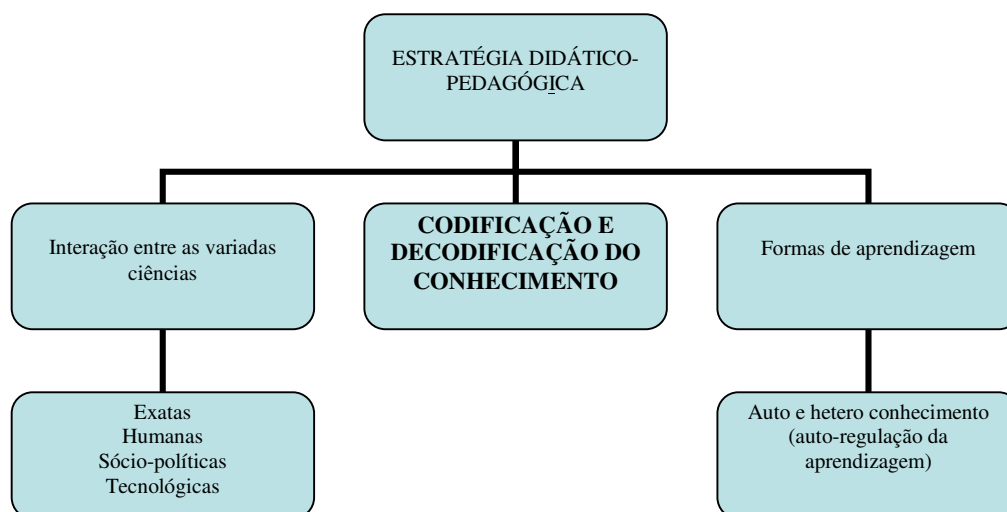 ESTRATÉGIA DIDÁTICO-
PEDAGÓGICA
Interação entre as variadas
ciências
CODIFICAÇÃO E
DECODIFICAÇÃO DO
CONHECIMENTO
Formas de aprendizagem
Exatas
Humanas
Sócio-políticas
Tecnológicas
Auto e hetero conhecimento
(auto-regulação da
aprendizagem)